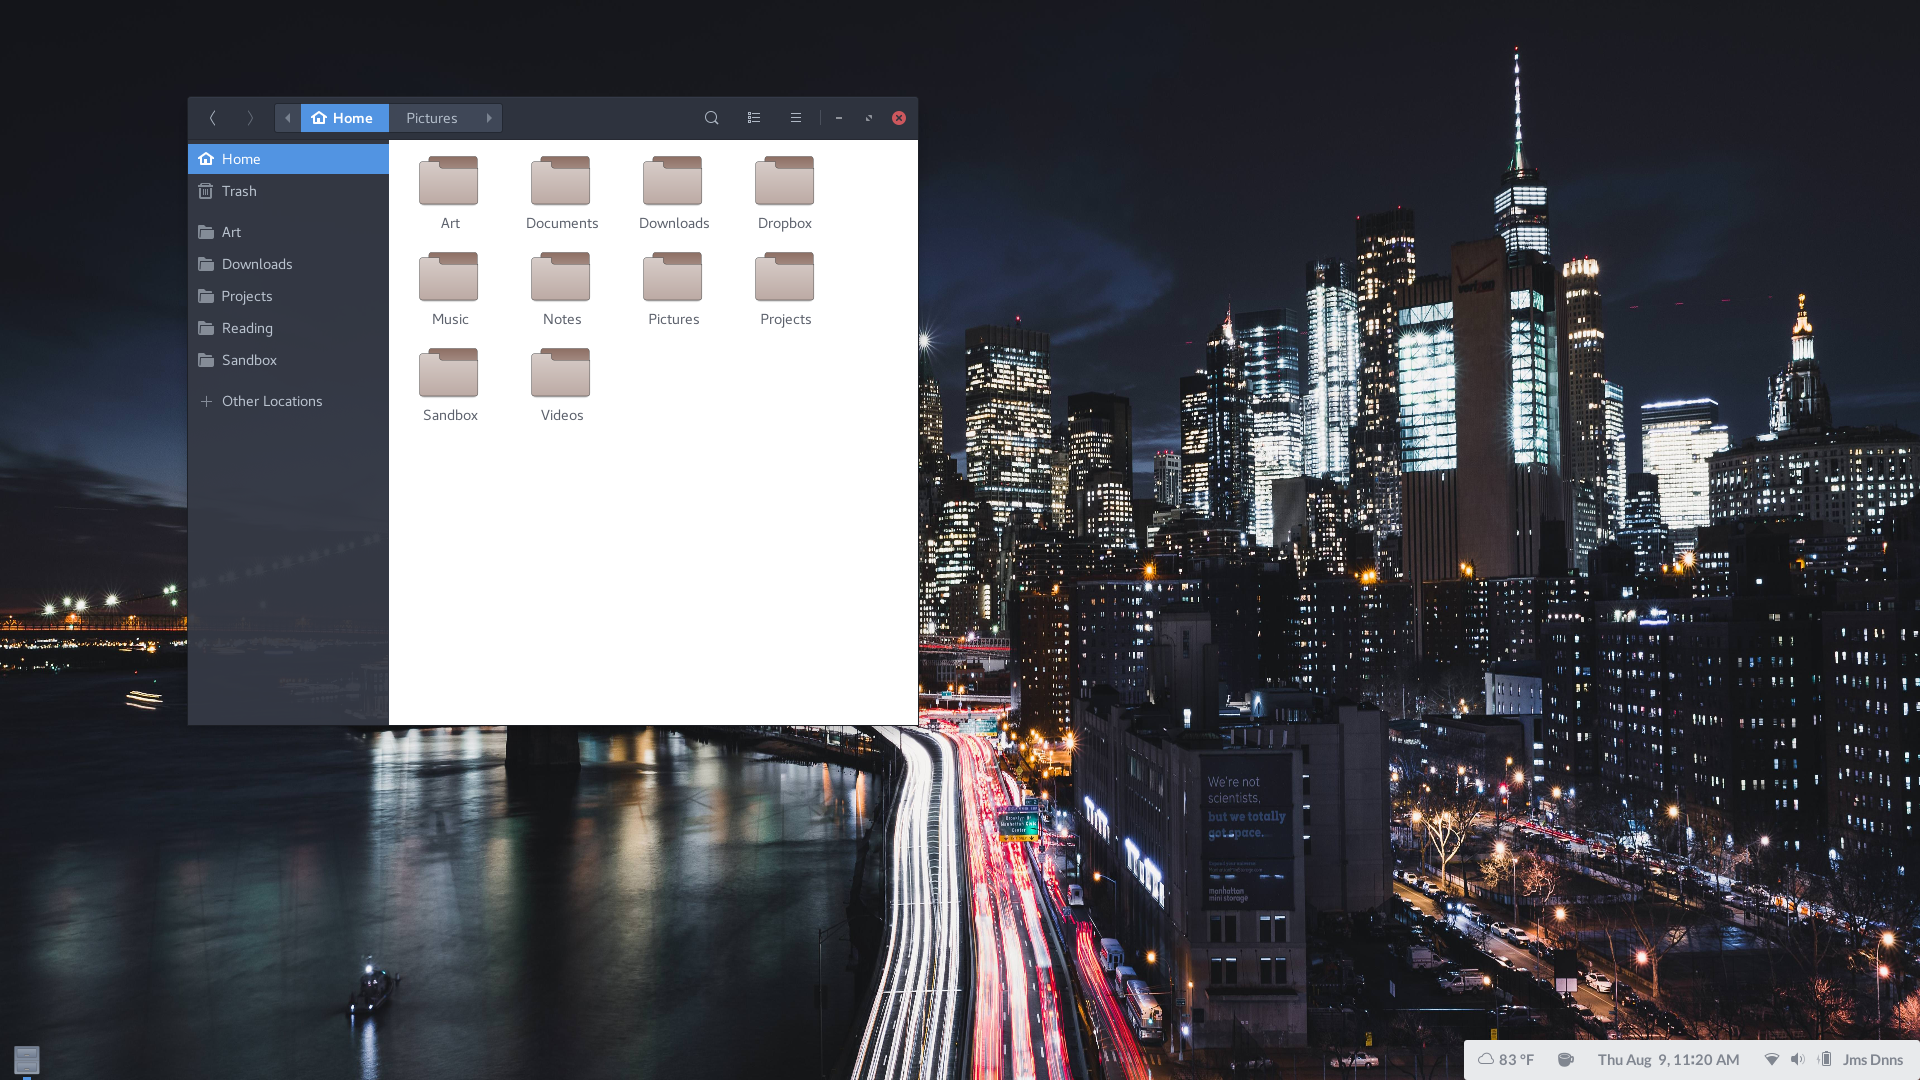 Home
Pictures
Home
Trash
Art
Downloads
Projects
Reading
Sandbox
Other Locations
Art
Documents
Downloads
Dropbox
Music
Notes
Pictures
Projects
Sandbox
Videos
verizon
We're not
scientists,
but we totally
got space.
manhattan
mini storage
83 °F
Thu Aug 9, 11:20 AM
Jms Dnns